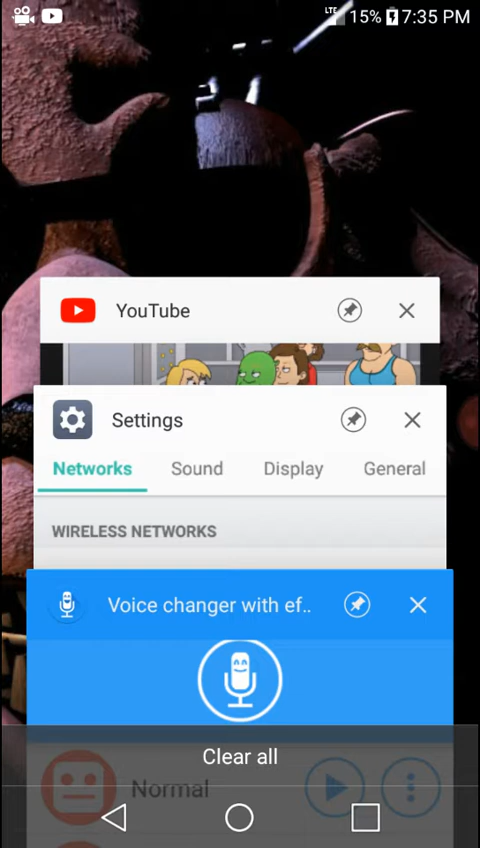 LTE 15% 7:35 PM
YouTube
Settings
Networks Sound Display General
WIRELESS NETWORKS
Voice changer with ef..
Clear all
Normal